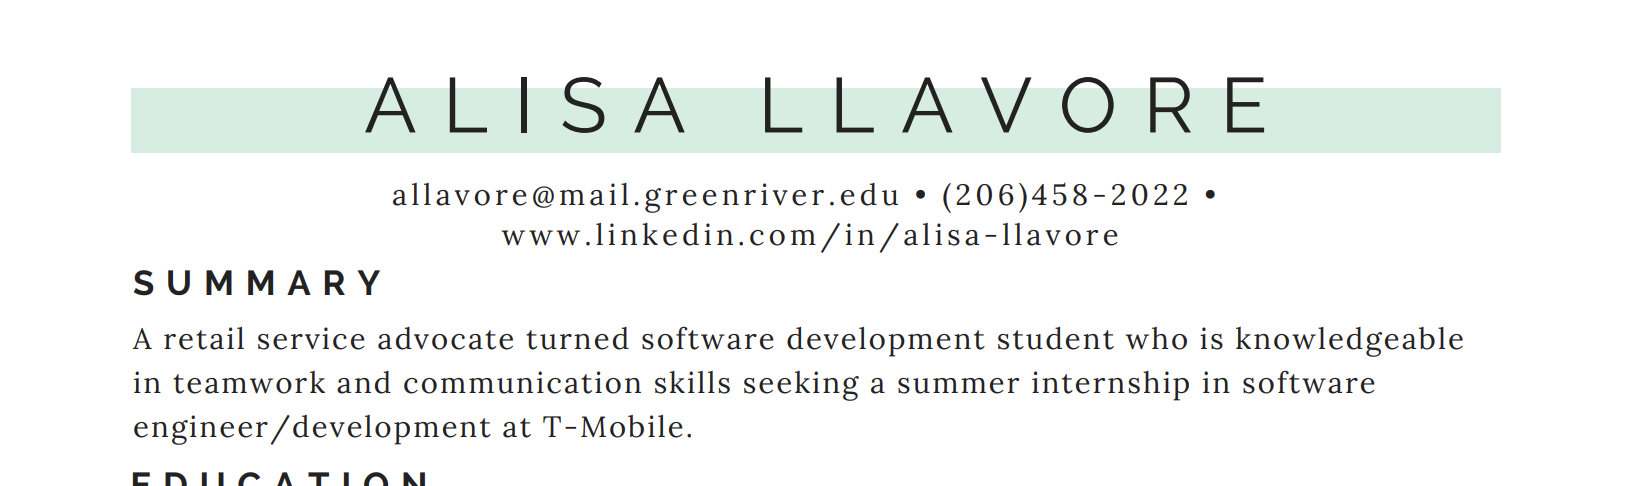 ALISA LLAVORE
allavore@mail.greenriver.edu • (206)458-2022 •
www.linkedin.com/in/alisa-llavore
SUMMARY
A retail service advocate turned software development student who is knowledgeable
in teamwork and communication skills seeking a summer internship in software
engineer/development at T-Mobile.
EDUCATION